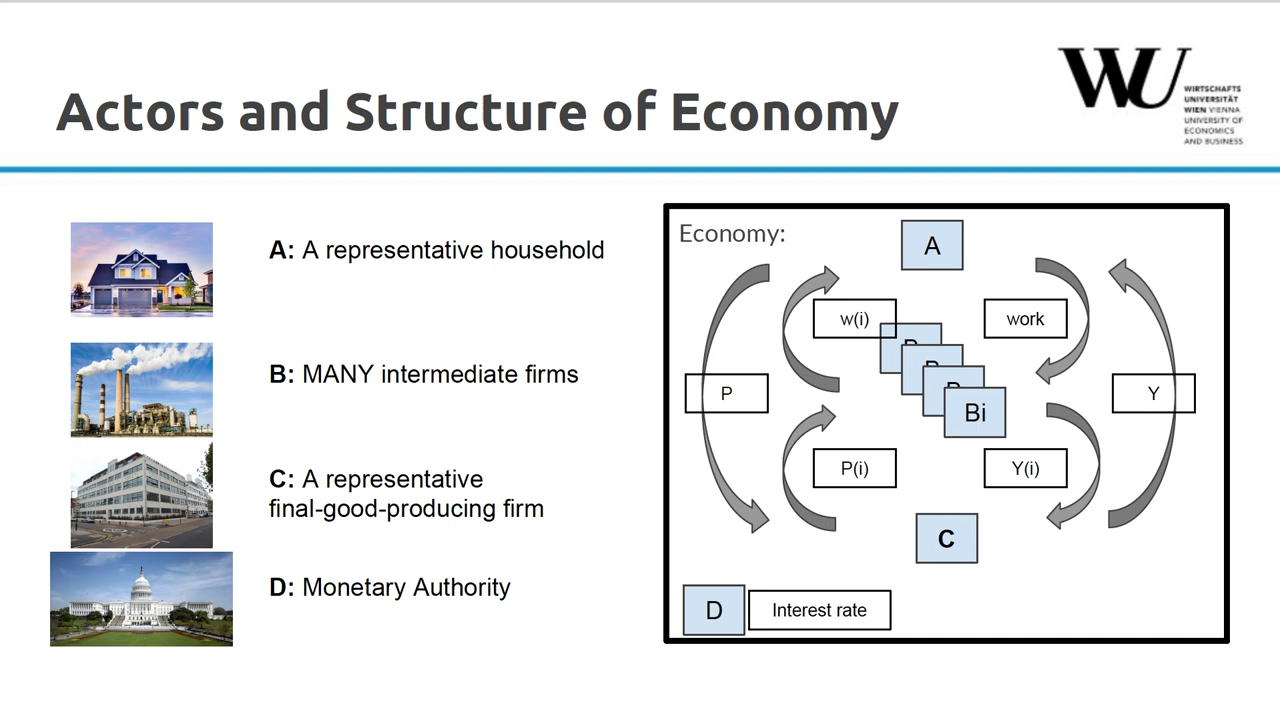 Actors and Structure of Economy
WIRTSCHAFTS
UNIVERSITÄT
WIEN VIENNA
UNIVERSITY OF
ECONOMICS
AND BUSINESS
A: A representative household
B: MANY intermediate firms
C: A representative
final-good-producing firm
D: Monetary Authority
Economy:
A
w(i)
work
P
Bi
Y
P(i)
Y(i)
C
D
Interest rate